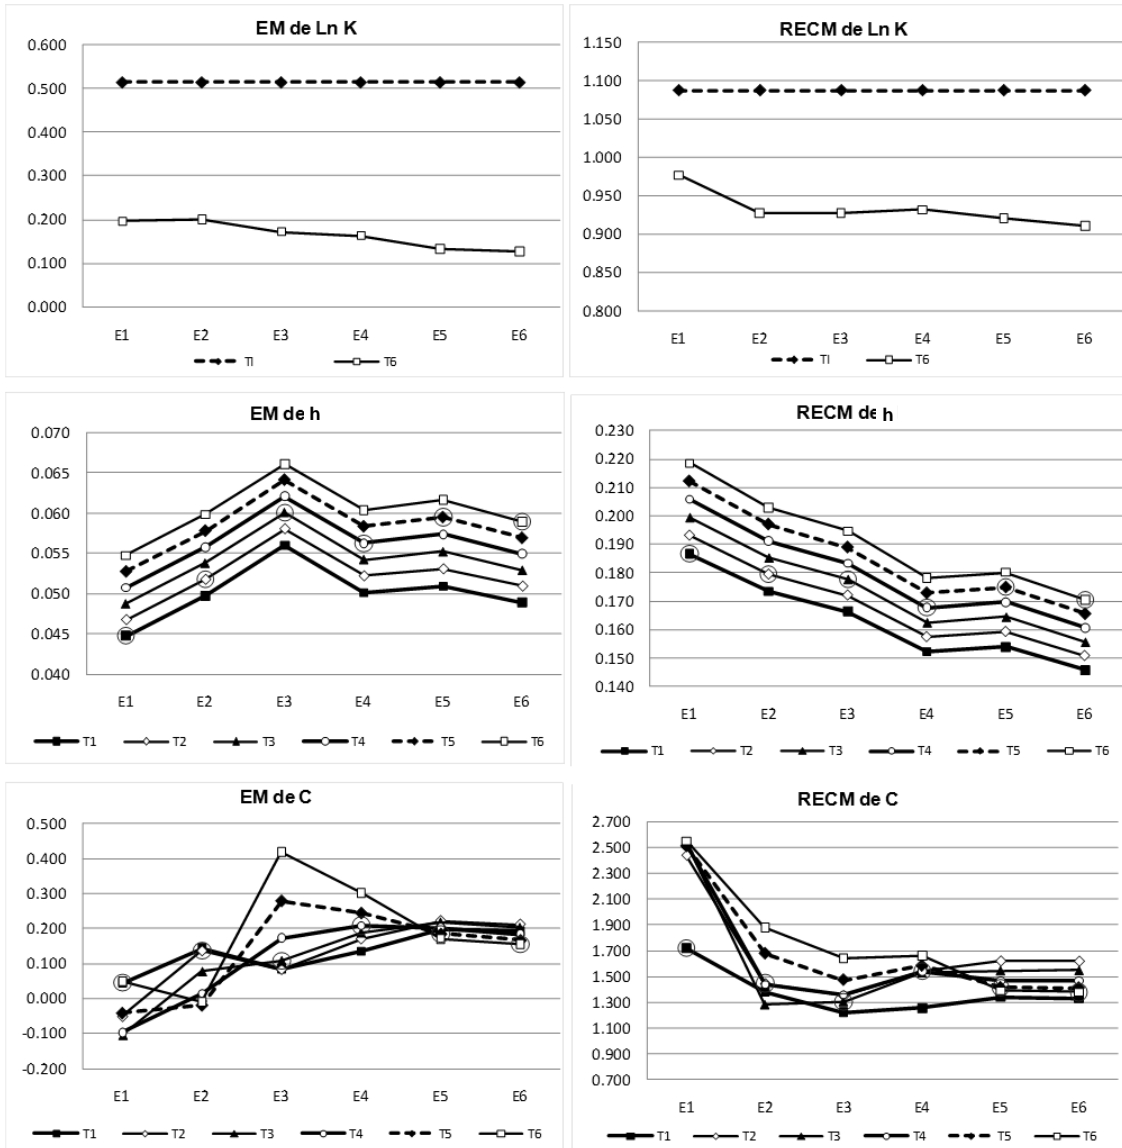 EM de Ln K
0.600
0.500
0.400
0.300
0.200
0.100
0.000
E1 E2 E3 E4 E5 E6
TI T6
RECM de Ln K
1.150
1.100
1.050
1.000
0.950
0.900
0.850
0.800
E1 E2 E3 E4 E5 E6
TI T6
EM de h
0.070
0.065
0.060
0.055
0.050
0.045
0.040
E1 E2 E3 E4 E5 E6
T1 T2 T3 T4 T5 T6
RECM de h
0.230
0.220
0.210
0.200
0.190
0.180
0.170
0.160
0.150
0.140
E1 E2 E3 E4 E5 E6
T1 T2 T3 T4 T5 T6
EM de C
0.500
0.400
0.300
0.200
0.100
0.000
-0.100
-0.200
E1 E2 E3 E4 E5 E6
T1 T2 T3 T4 T5 T6
RECM de C
2.700
2.500
2.300
2.100
1.900
1.700
1.500
1.300
1.100
0.900
0.700
E1 E2 E3 E4 E5 E6
T1 T2 T3 T4 T5 T6